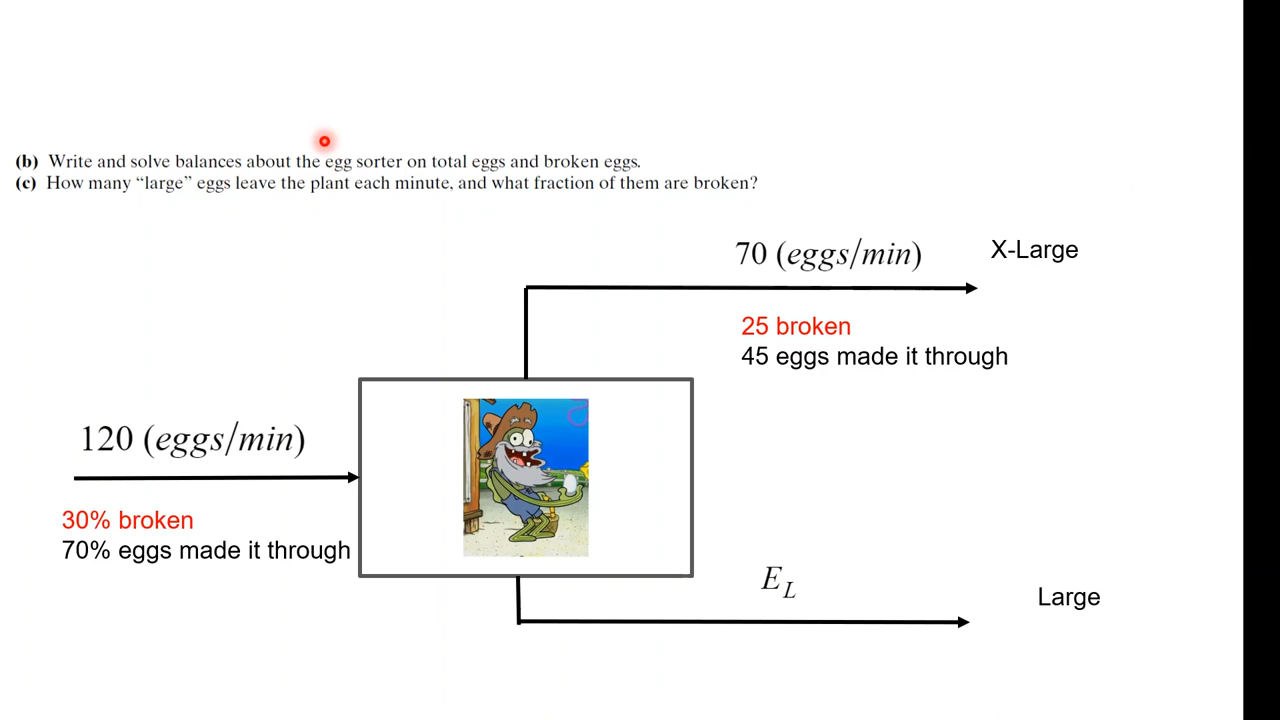 (b) Write and solve balances about the egg sorter on total eggs and broken eggs.
(c) How many “large” eggs leave the plant each minute, and what fraction of them are broken?
70 (eggs/min)
X-Large
25 broken
45 eggs made it through
120 (eggs/min)
30% broken
70% eggs made it through
E_L
Large